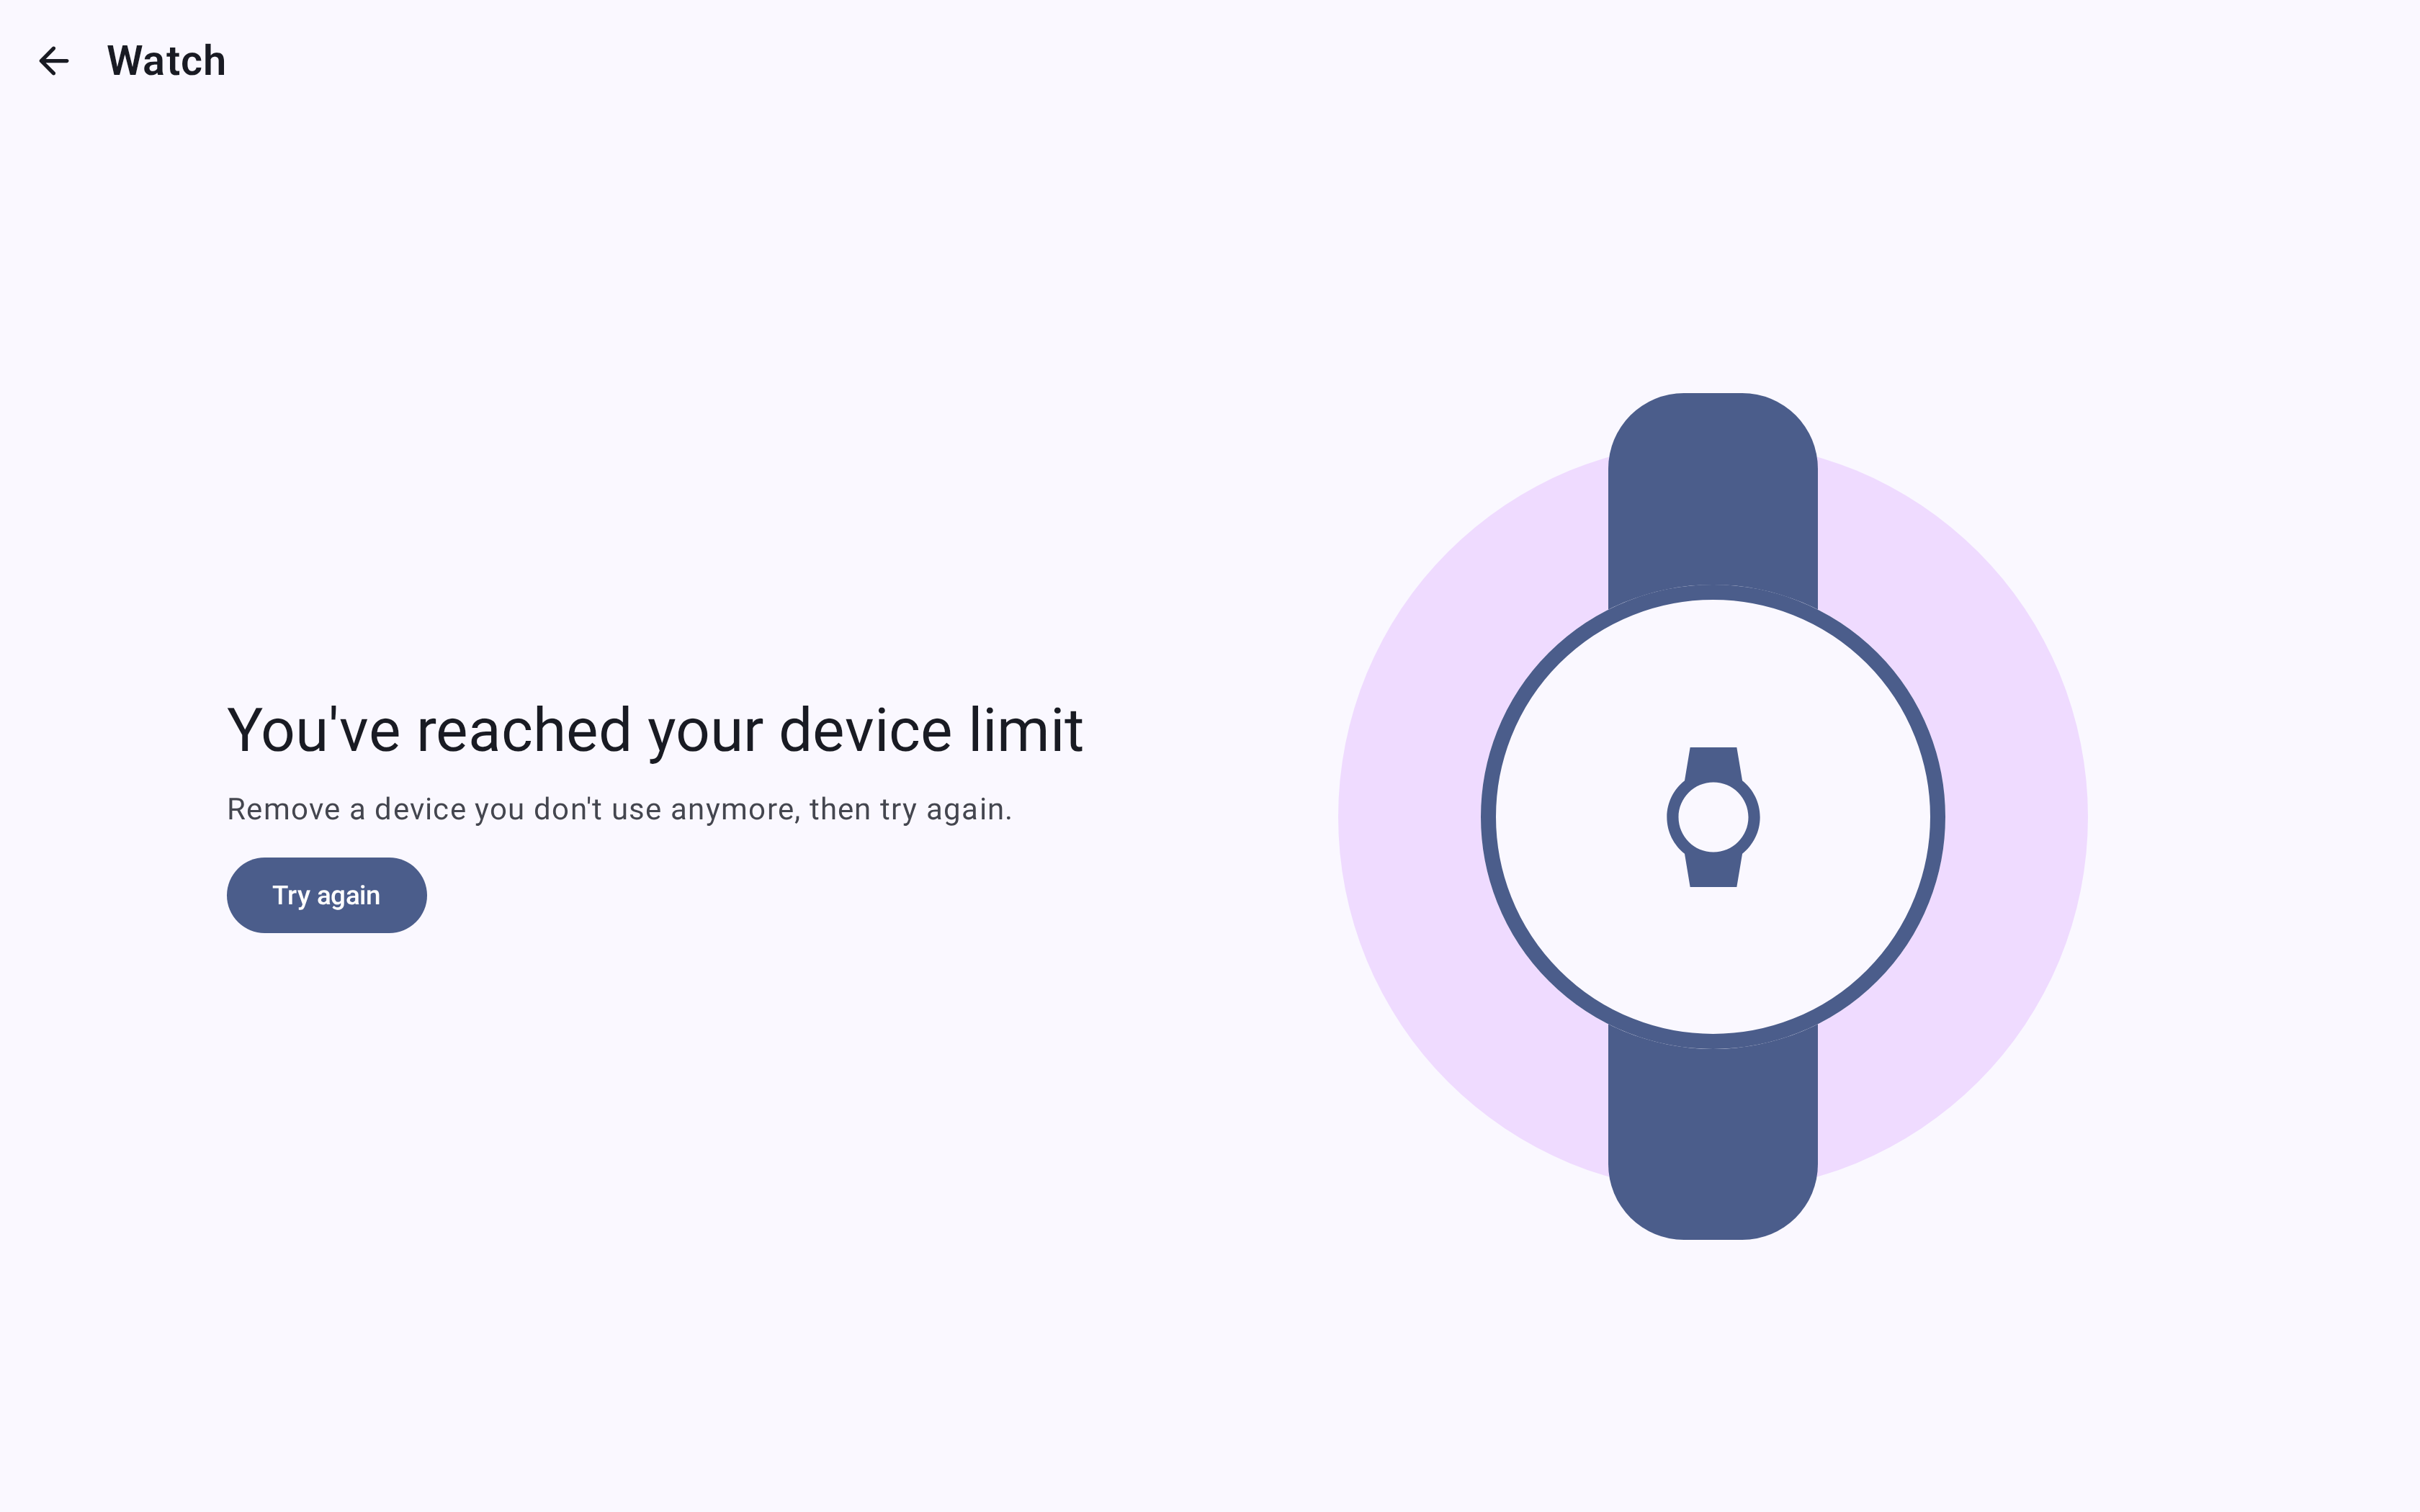 Watch
You've reached your device limit
Remove a device you don't use anymore, then try again.
Try again